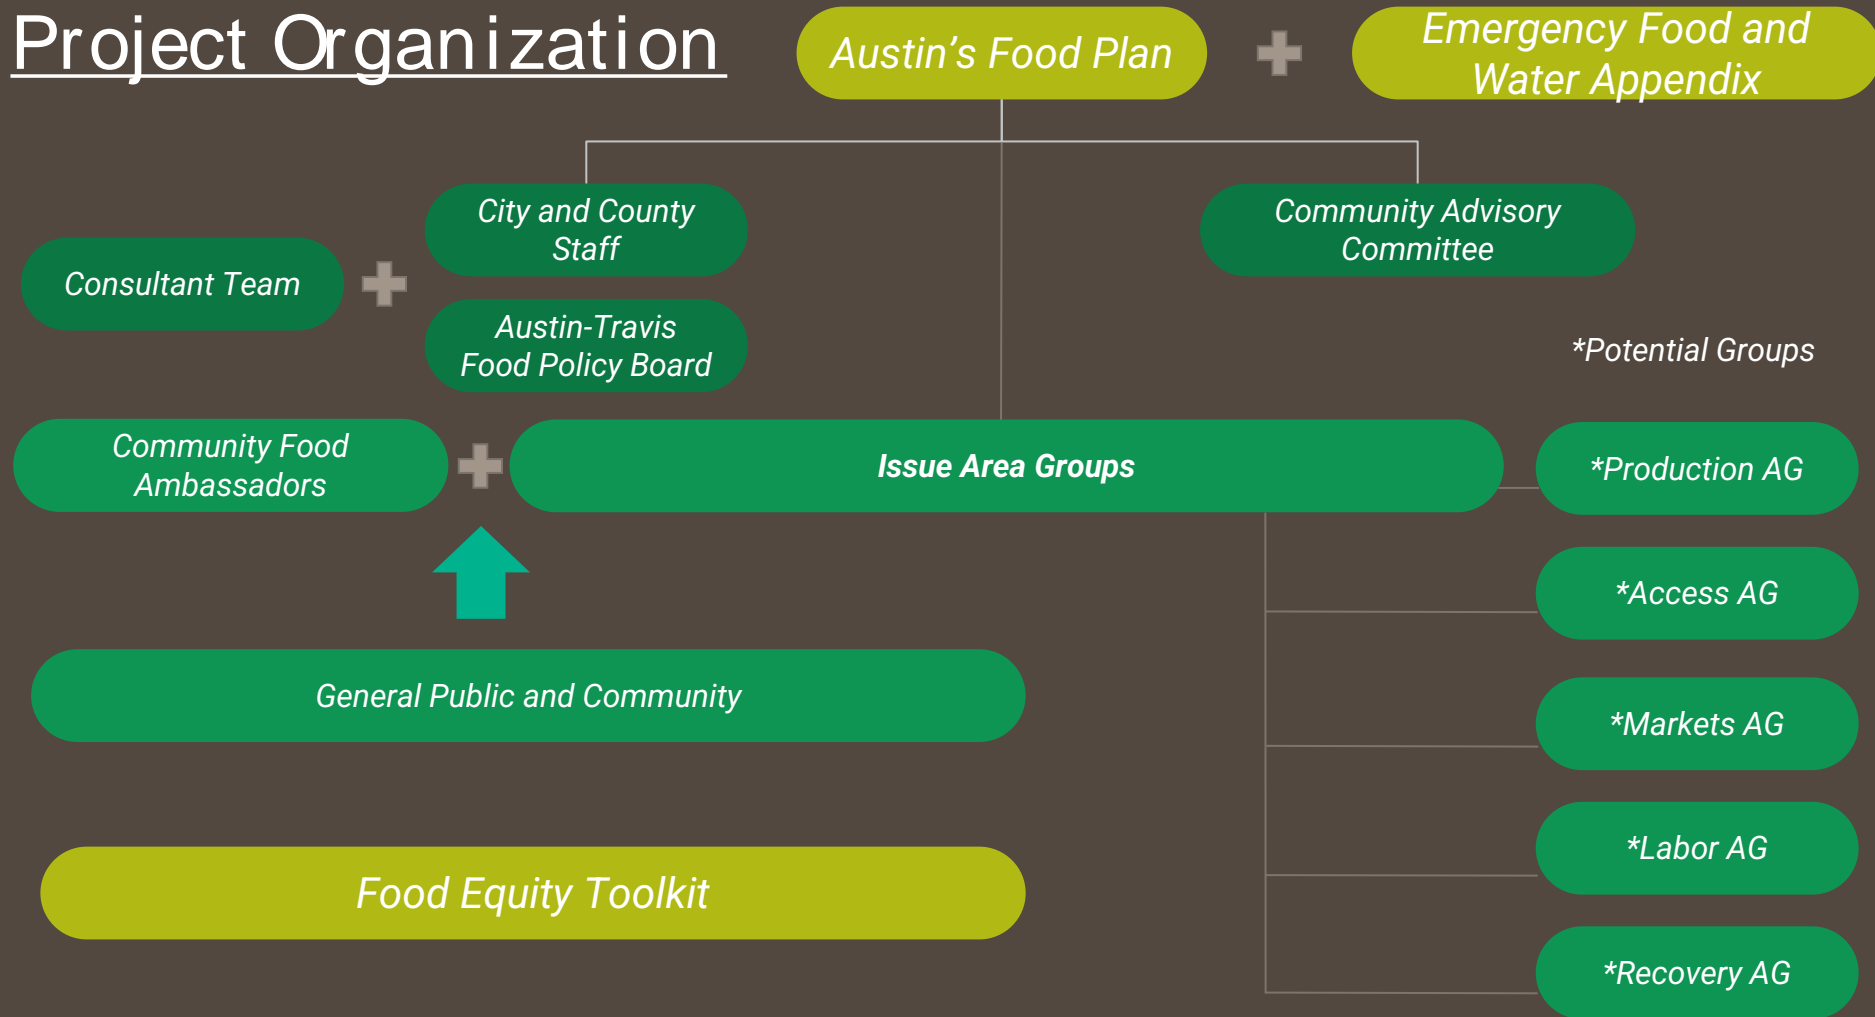 Project Organization
Austin's Food Plan
Emergency Food and
Water Appendix
City and County
Staff
Community Advisory
Committee
Consultant Team
Austin-Travis
Food Policy Board
*Potential Groups
Community Food
Ambassadors
Issue Area Groups
*Production AG
*Access AG
General Public and Community
*Markets AG
*Labor AG
Food Equity Toolkit
*Recovery AG